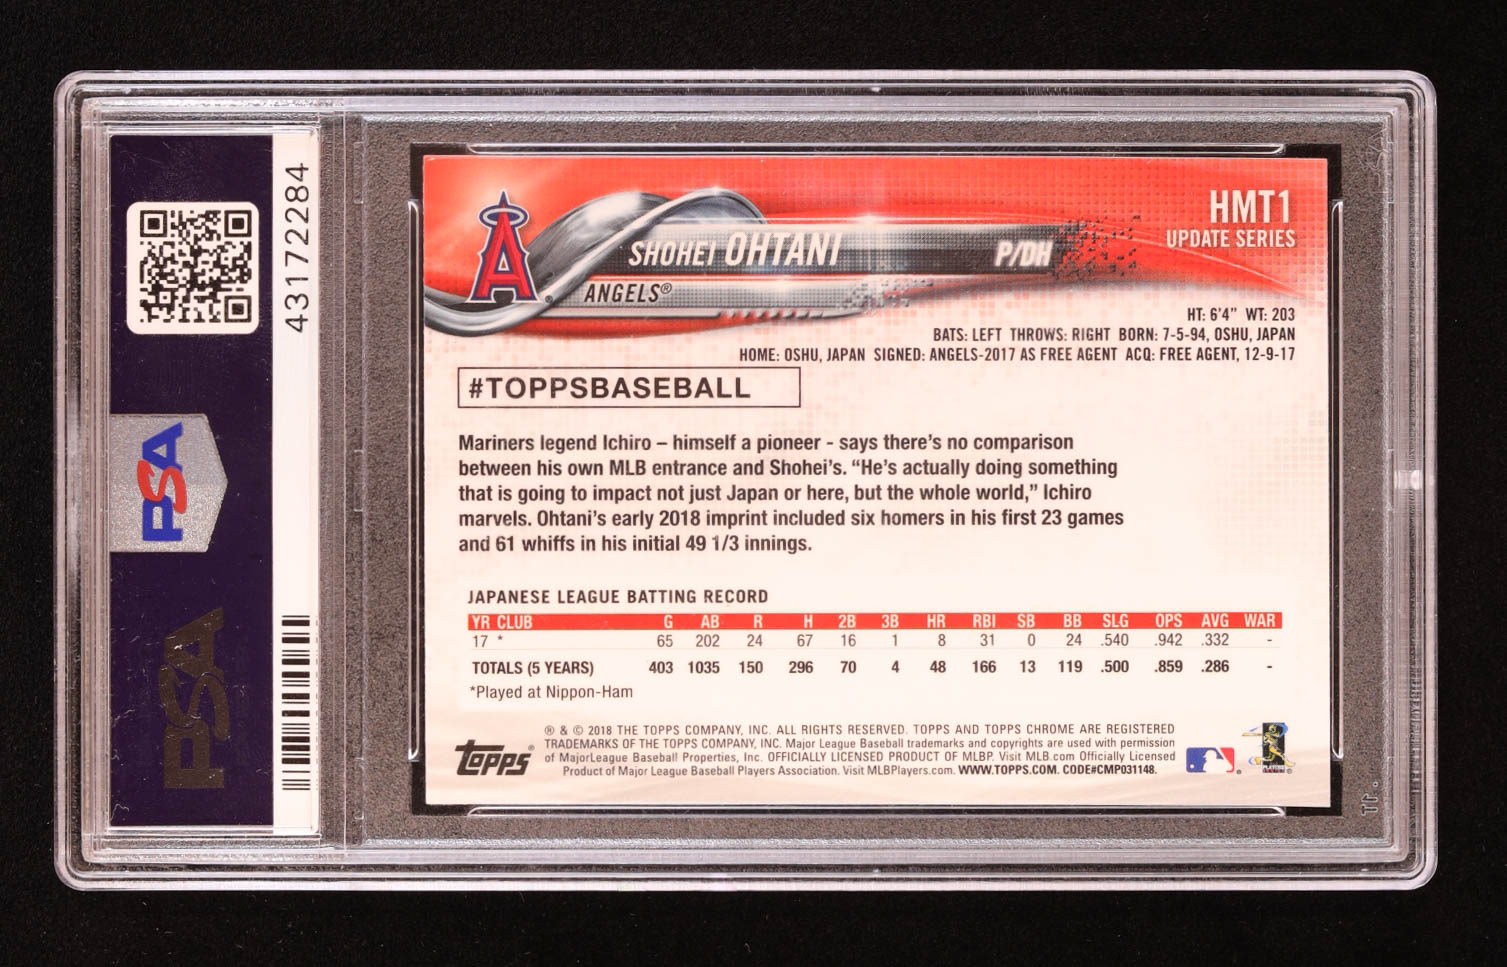 43172284
PSA
PSA
HMT1
UPDATE SERIES
SHOHEI OHTANI P/DH
ANGELS®
HT: 6'4" WT: 203
BATS: LEFT THROWS: RIGHT BORN: 7-5-94, OSHU, JAPAN
HOME: OSHU, JAPAN SIGNED: ANGELS-2017 AS FREE AGENT ACQ: FREE AGENT, 12-9-17
#TOPPSBASEBALL
Mariners legend Ichiro – himself a pioneer - says there's no comparison
between his own MLB entrance and Shohei's. “He's actually doing something
that is going to impact not just Japan or here, but the whole world,” Ichiro
marvels. Ohtani's early 2018 imprint included six homers in his first 23 games
and 61 whiffs in his initial 49 1/3 innings.
JAPANESE LEAGUE BATTING RECORD
YR CLUB G AB R H 2B 3B HR RBI SB BB SLG OPS AVG WAR
17 * 65 202 24 67 16 1 8 31 0 24 .540 .942 .332 -
TOTALS (5 YEARS) 403 1035 150 296 70 4 48 166 13 119 .500 .859 .286 -
*Played at Nippon-Ham
Topps®
® & © 2018 THE TOPPS COMPANY, INC. ALL RIGHTS RESERVED. TOPPS AND TOPPS CHROME ARE REGISTERED
TRADEMARKS OF THE TOPPS COMPANY, INC. Major League Baseball trademarks and copyrights are used with permission
of MajorLeague Baseball Properties, Inc. OFFICIALLY LICENSED PRODUCT OF MLBP. Visit MLB.com Officially Licensed
Product of Major League Baseball Players Association. Visit MLBPlayers.com. WWW.TOPPS.COM. CODE#CMP031148.